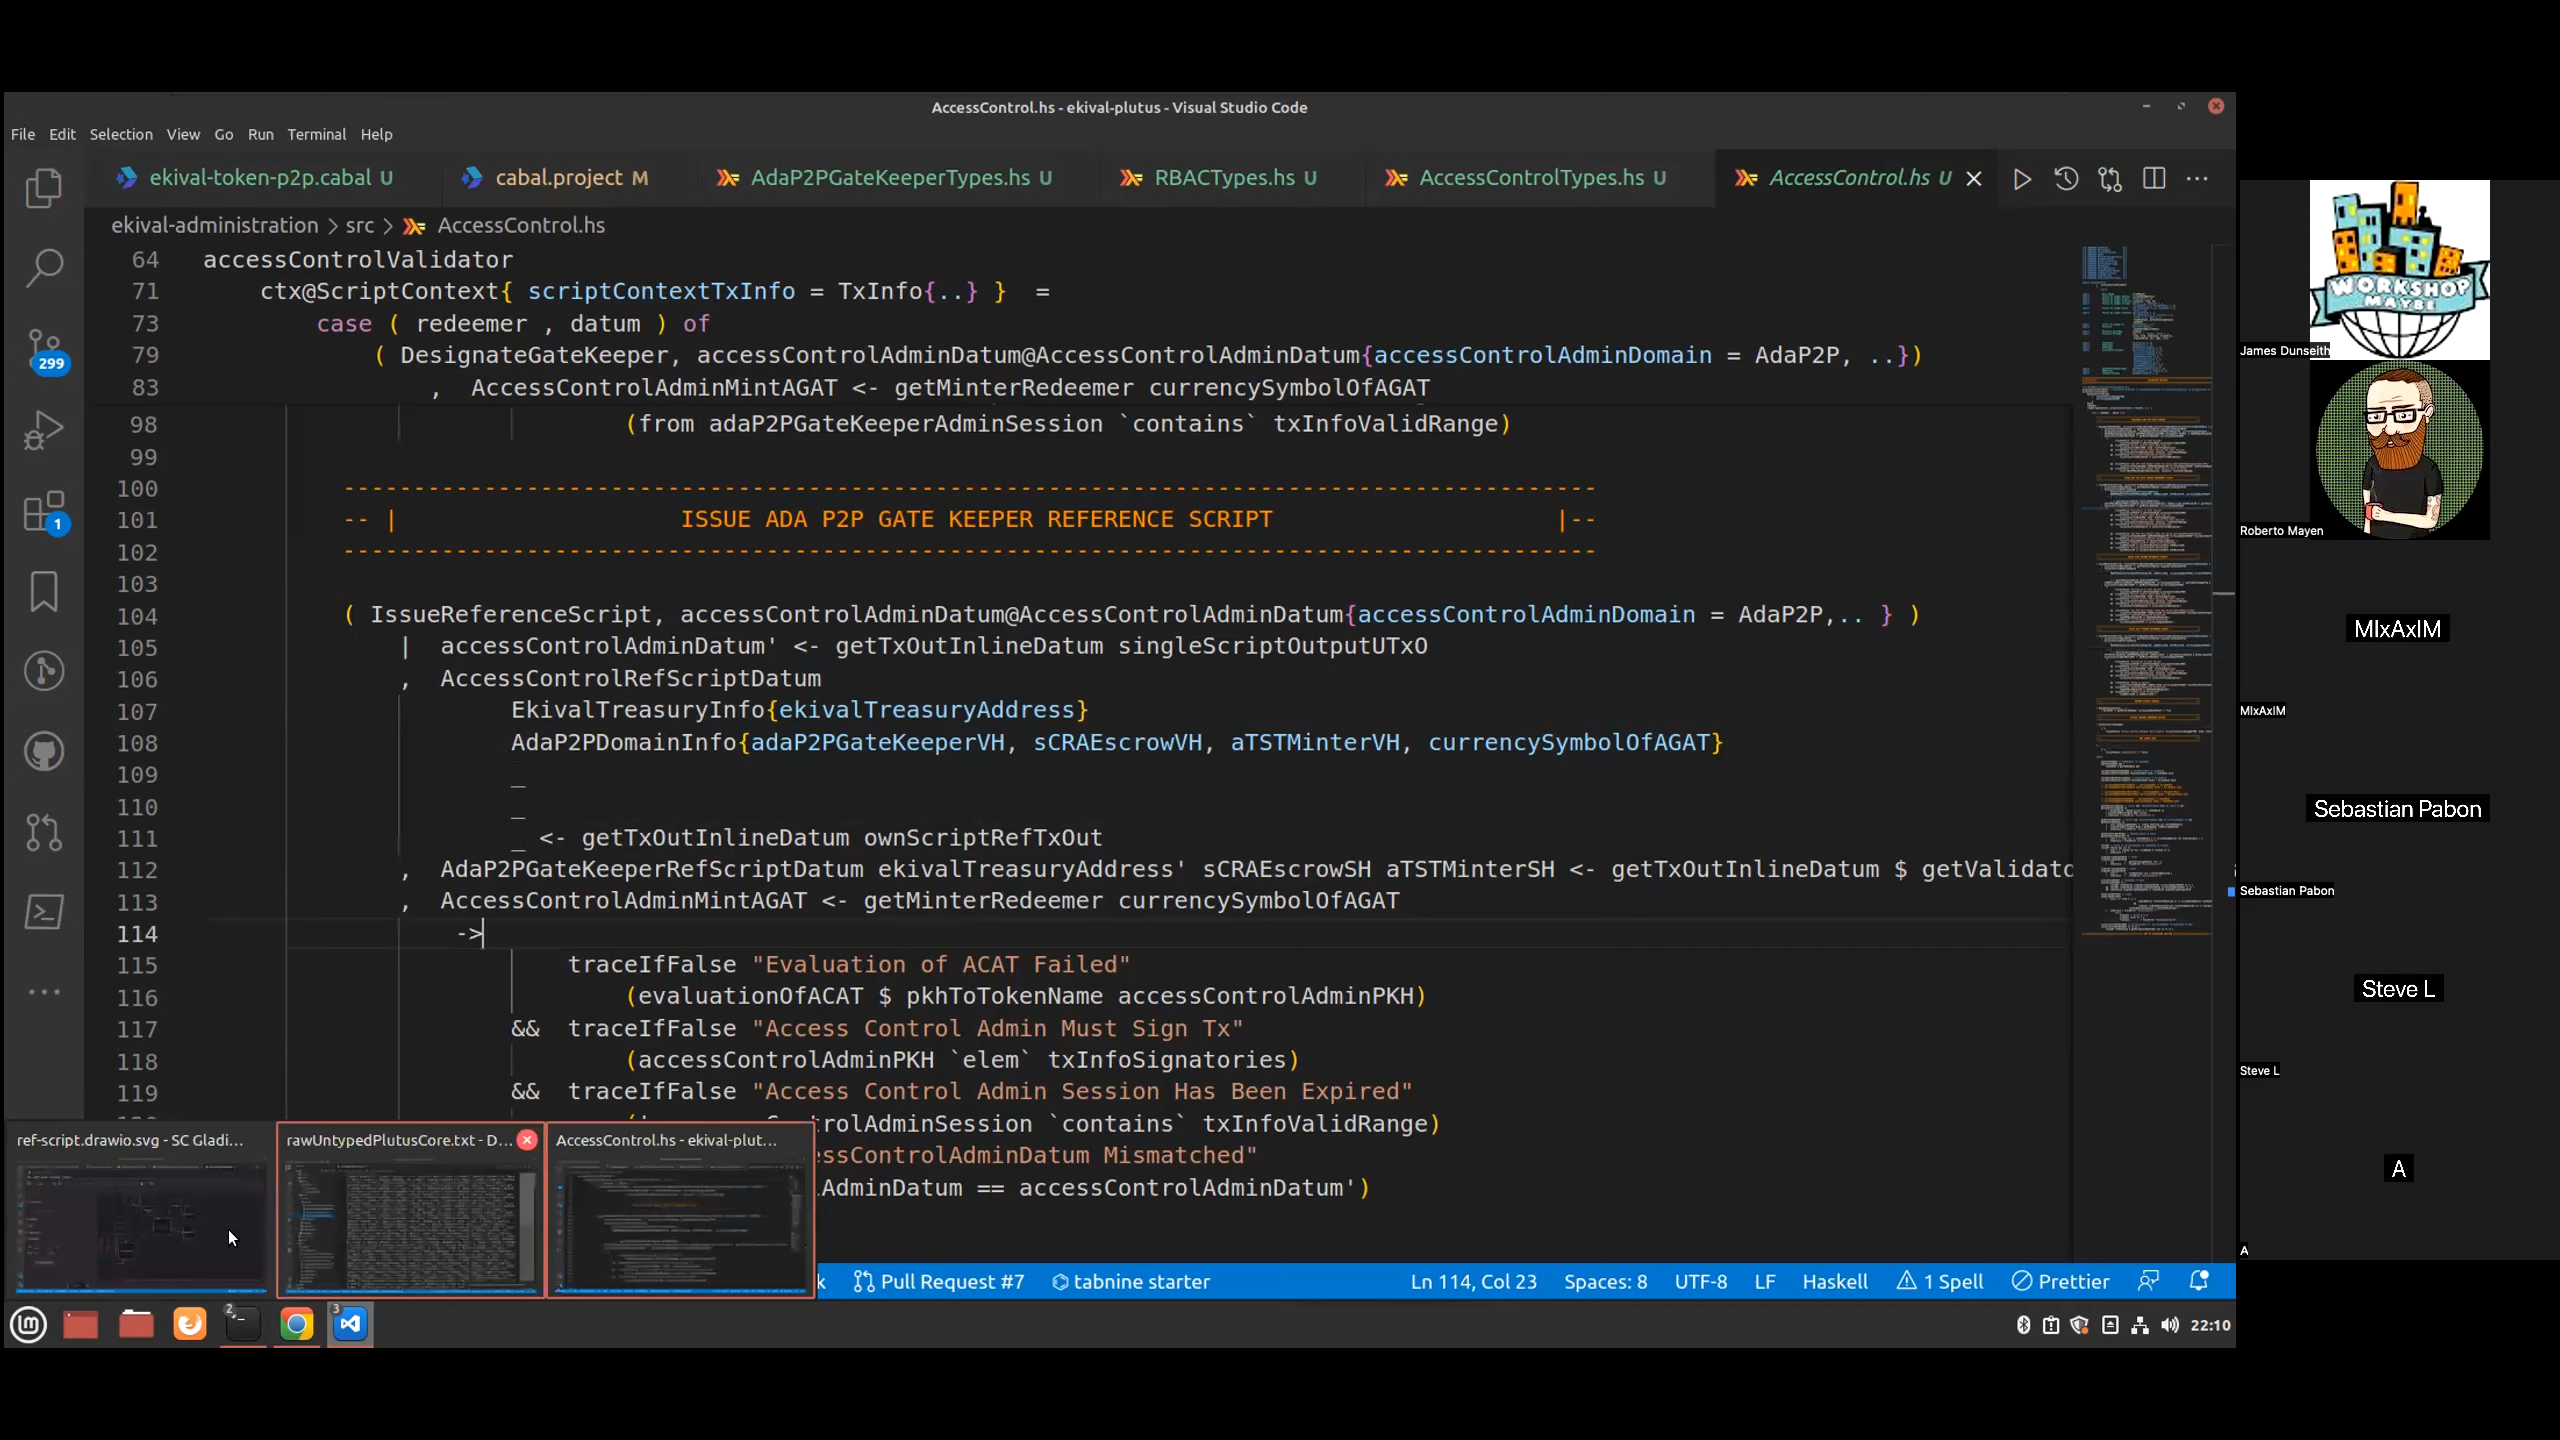 AccessControl.hs - ekival-plutus - Visual Studio Code
File Edit Selection View Go Run Terminal Help
ekival-token-p2p.cabal U cabal.project M AdaP2PGateKeeperTypes.hs U RBACTypes.hs U AccessControlTypes.hs U AccessControl.hs U
ekival-administration > src > AccessControl.hs
64 accessControlValidator
71 ctx@ScriptContext{ scriptContextTxInfo = TxInfo{..} } =
73 case ( redeemer , datum ) of
79 ( DesignateGateKeeper, accessControlAdminDatum@AccessControlAdminDatum{accessControlAdminDomain = AdaP2P, ..})
83 , AccessControlAdminMintAGAT <- getMinterRedeemer currencySymbolOfAGAT
98 (from adaP2PGateKeeperAdminSession `contains` txInfoValidRange)
99
100 -----------------------------------------------------------------------------------------
101 -- | ISSUE ADA P2P GATE KEEPER REFERENCE SCRIPT |--
102 -----------------------------------------------------------------------------------------
103
104 ( IssueReferenceScript, accessControlAdminDatum@AccessControlAdminDatum{accessControlAdminDomain = AdaP2P,.. } )
105 | accessControlAdminDatum' <- getTxOutInlineDatum singleScriptOutputUTxO
106 , AccessControlRefScriptDatum
107 EkivalTreasuryInfo{ekivalTreasuryAddress}
108 AdaP2PDomainInfo{adaP2PGateKeeperVH, sCRAEscrowVH, aTSTMinterVH, currencySymbolOfAGAT}
109 _
110 _
111 _ <- getTxOutInlineDatum ownScriptRefTxOut
112 , AdaP2PGateKeeperRefScriptDatum ekivalTreasuryAddress' sCRAEscrowSH aTSTMinterSH <- getTxOutInlineDatum $ getValidato
113 , AccessControlAdminMintAGAT <- getMinterRedeemer currencySymbolOfAGAT
114 ->
115 traceIfFalse "Evaluation of ACAT Failed"
116 (evaluationOfACAT $ pkhToTokenName accessControlAdminPKH)
117 && traceIfFalse "Access Control Admin Must Sign Tx"
118 (accessControlAdminPKH `elem` txInfoSignatories)
119 && traceIfFalse "Access Control Admin Session Has Been Expired"
ControlAdminSession `contains` txInfoValidRange)
ssControlAdminDatum Mismatched"
AdminDatum == accessControlAdminDatum')
299
1
ref-script.drawio.svg - SC Gladi... rawUntypedPlutusCore.txt - D... AccessControl.hs - ekival-plut...
k Pull Request #7 tabnine starter Ln 114, Col 23 Spaces: 8 UTF-8 LF Haskell 1 Spell Prettier
2 3 22:10
WORKSHOP
MAYBE
James Dunseith
Roberto Mayen
MIxAxIM
MIxAxIM
Sebastian Pabon
Sebastian Pabon
Steve L
Steve L
A
A